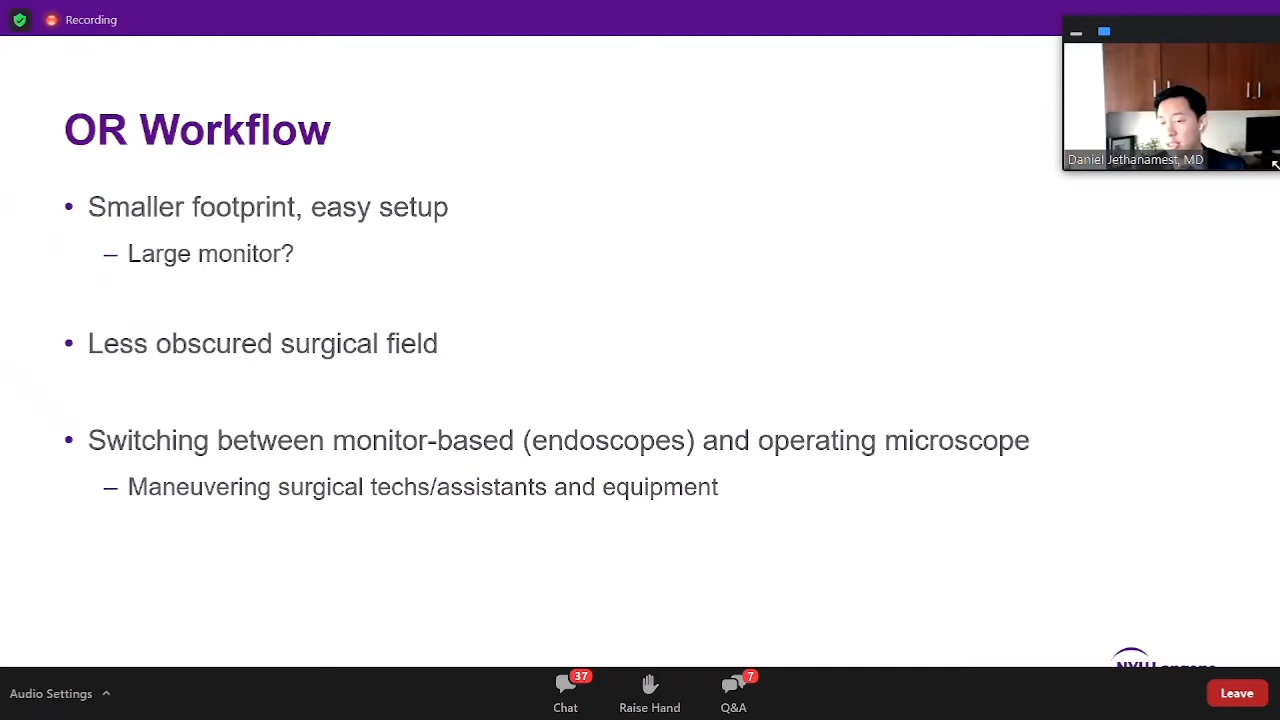 Recording
OR Workflow
Daniel Jethanamest, MD
• Smaller footprint, easy setup
– Large monitor?
• Less obscured surgical field
• Switching between monitor-based (endoscopes) and operating microscope
– Maneuvering surgical techs/assistants and equipment
Audio Settings
37
Chat
Raise Hand
7
Q&A
Leave